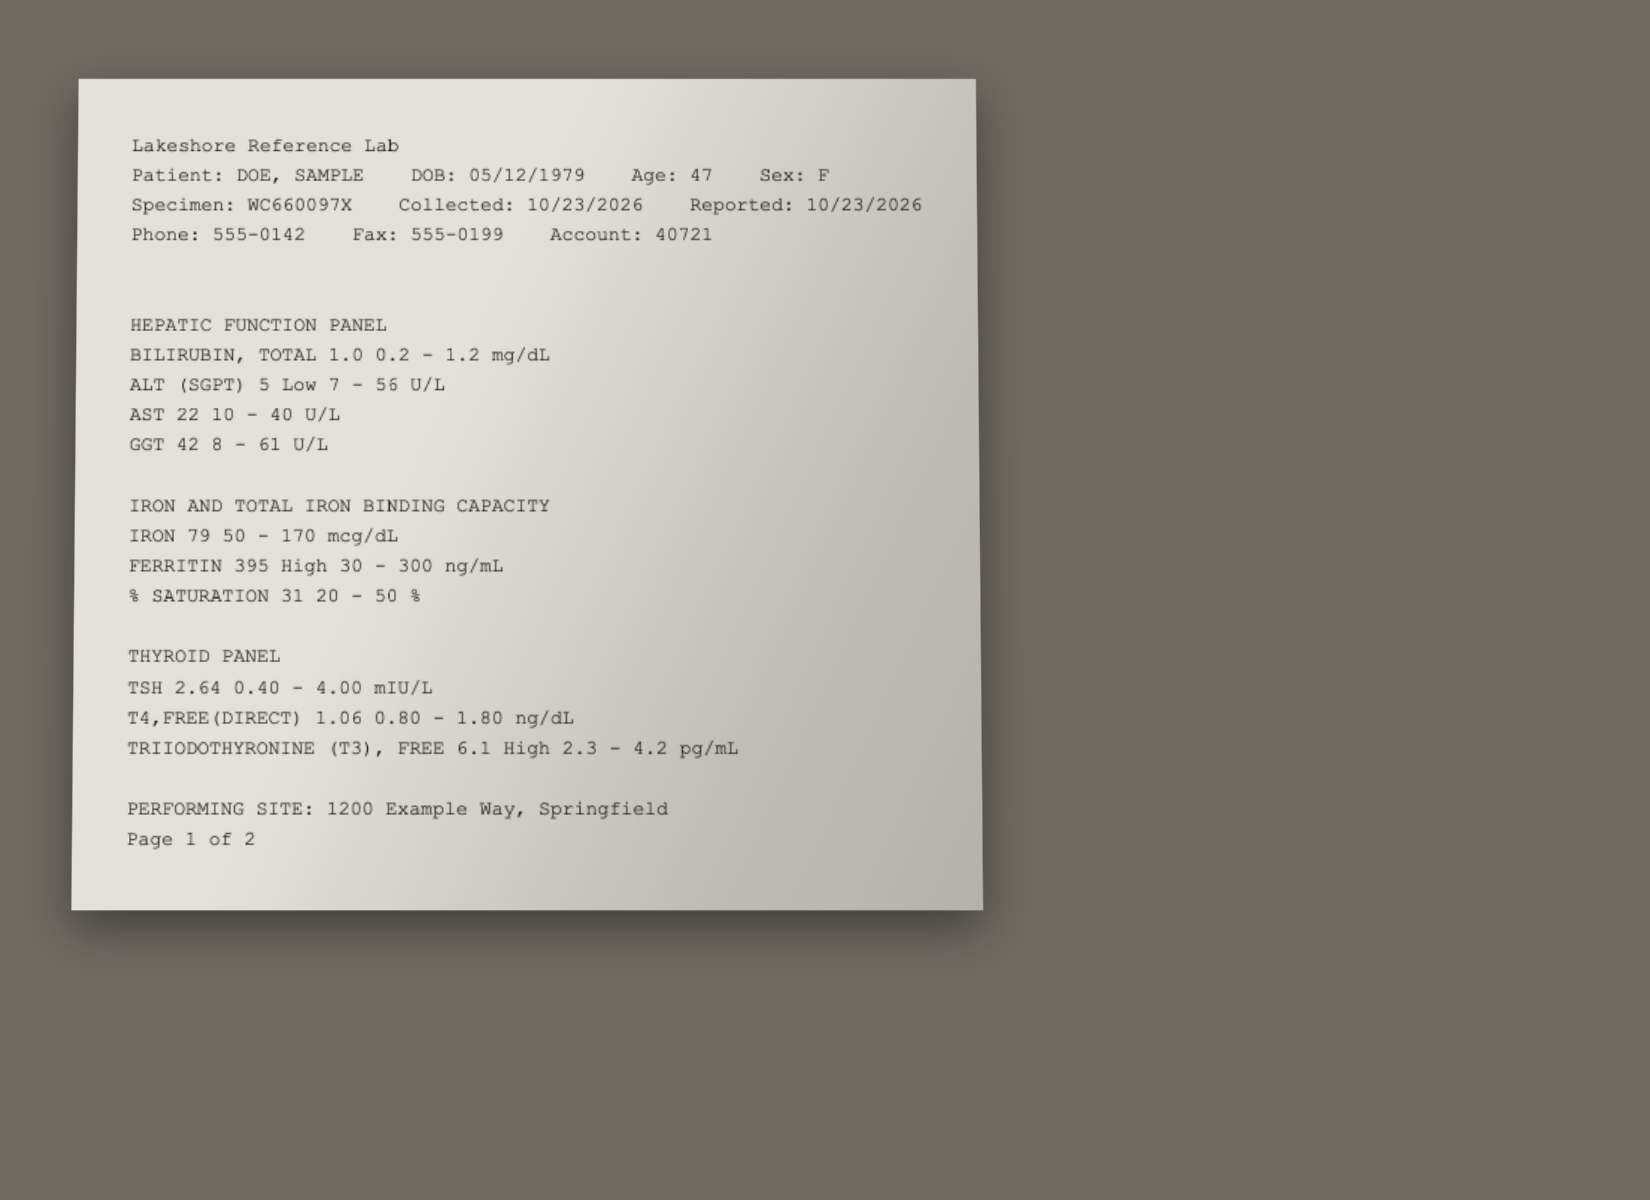 Lakeshore Reference Lab
Patient: DOE, SAMPLE    DOB: 05/12/1979    Age: 47    Sex: F
Specimen: WC660097X    Collected: 10/23/2026    Reported: 10/23/2026
Phone: 555-0142    Fax: 555-0199    Account: 40721
HEPATIC FUNCTION PANEL
BILIRUBIN, TOTAL 1.0 0.2 - 1.2 mg/dL
ALT (SGPT) 5 Low 7 - 56 U/L
AST 22 10 - 40 U/L
GGT 42 8 - 61 U/L
IRON AND TOTAL IRON BINDING CAPACITY
IRON 79 50 - 170 mcg/dL
FERRITIN 395 High 30 - 300 ng/mL
% SATURATION 31 20 - 50 %
THYROID PANEL
TSH 2.64 0.40 - 4.00 mIU/L
T4,FREE(DIRECT) 1.06 0.80 - 1.80 ng/dL
TRIIODOTHYRONINE (T3), FREE 6.1 High 2.3 - 4.2 pg/mL
PERFORMING SITE: 1200 Example Way, Springfield
Page 1 of 2